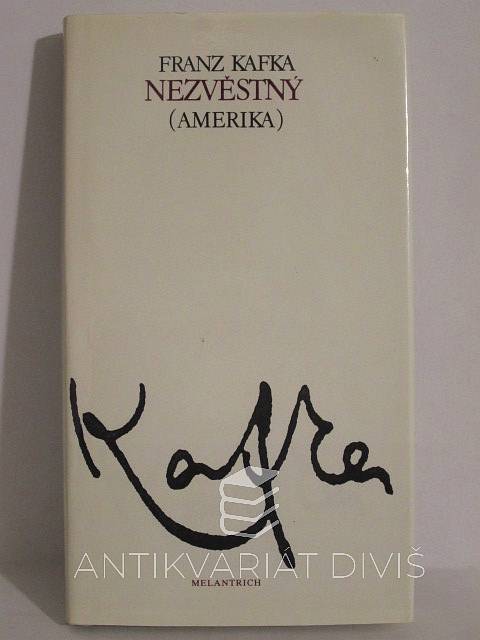 FRANZ KAFKA
NEZVĚSTNÝ
(AMERIKA)
Kafka
ANTIKVARIÁT DIVIŠ
MELANTRICH